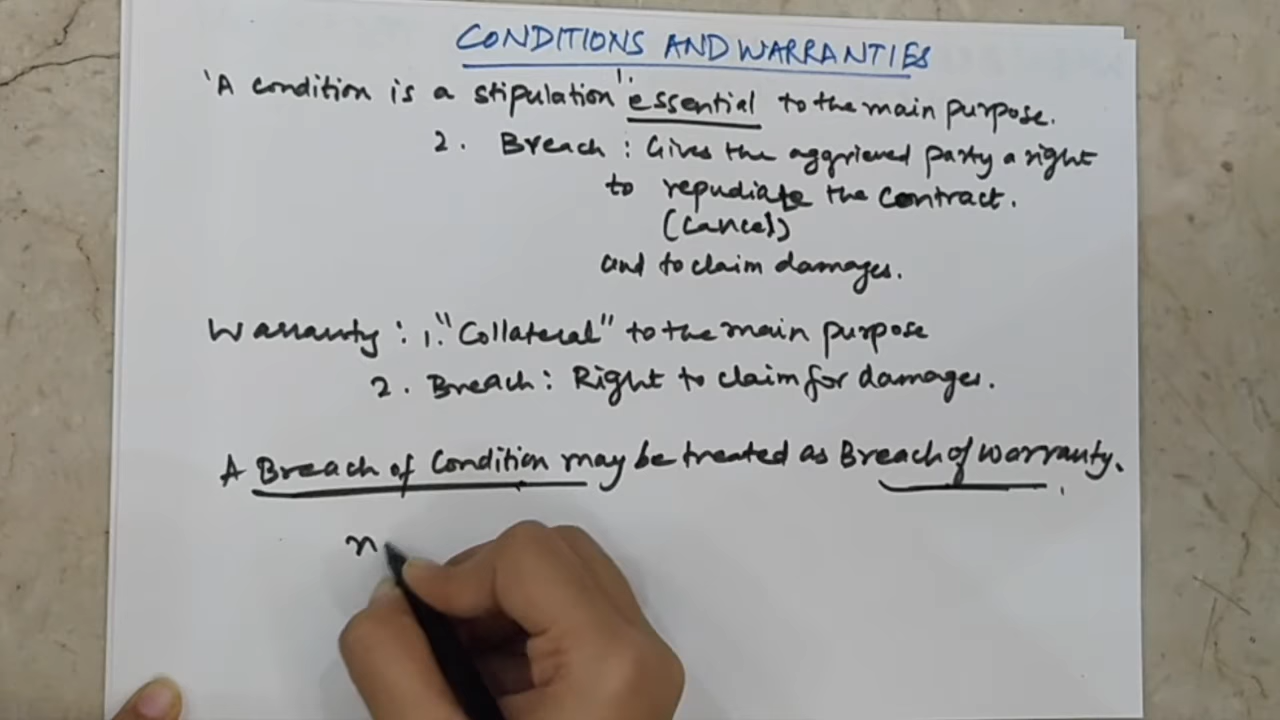 CONDITIONS AND WARRANTIES
'A condition is a stipulation' 1. essential to the main purpose.
2. Breach : Gives the aggrieved party a right
to repudiate the contract.
(Cancel)
and to claim damages.
Warranty : 1. "Collateral" to the main purpose
2. Breach : Right to claim for damages.
A Breach of Condition may be treated as Breach of warranty.
n